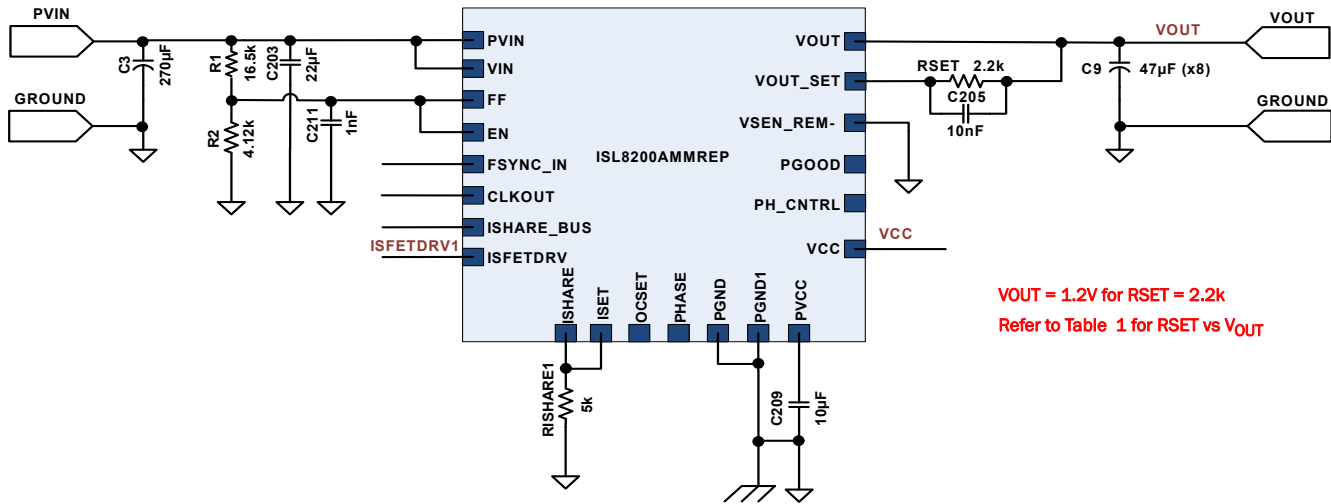 PVIN
GROUND
C3
270µF
R1
16.5k
R2
4.12k
C203
22µF
C211
1nF
PVIN
VIN
FF
EN
FSYNC_IN
CLKOUT
ISHARE_BUS
ISFETDRV1
ISFETDRV
ISL8200AMMREP
ISHARE
ISET
OCSET
PHASE
PGND
PGND1
PVCC
RISHARE1
5k
C209
10µF
VOUT
VOUT_SET
VSEN_REM-
PGOOD
PH_CNTRL
VCC
VCC
RSET 2.2k
C205
10nF
VOUT
VOUT
C9 47µF (x8)
GROUND
VOUT = 1.2V for RSET = 2.2k
Refer to Table 1 for RSET vs VOUT